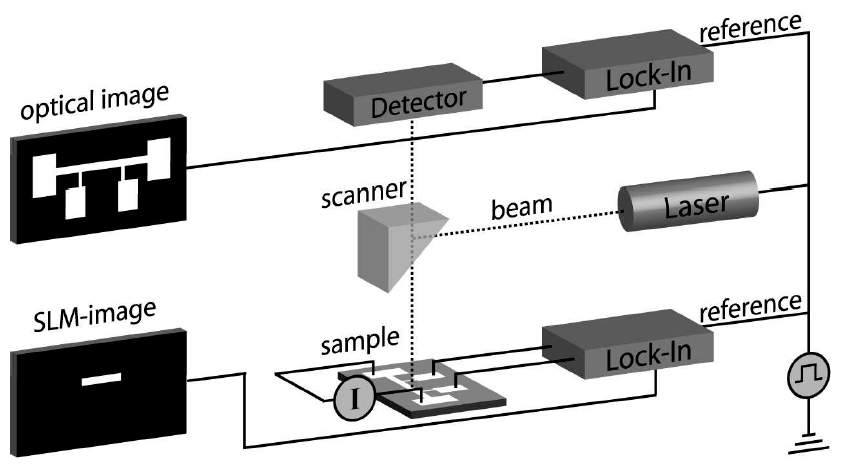 reference
Lock-In
Detector
optical image
scanner
beam
Laser
SLM-image
sample
reference
Lock-In
I